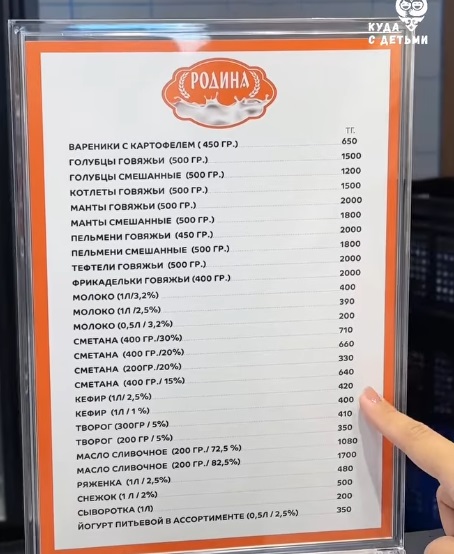 КУДА
С ДЕТЬМИ
РОДИНА
ТГ.
ВАРЕНИКИ С КАРТОФЕЛЕМ ( 450 ГР.) 650
ГОЛУБЦЫ ГОВЯЖЬИ (500 ГР.) 1500
ГОЛУБЦЫ СМЕШАННЫЕ (500 ГР.) 1200
КОТЛЕТЫ ГОВЯЖЬИ (500 ГР.) 1500
МАНТЫ ГОВЯЖЬИ (500 ГР.) 2000
МАНТЫ СМЕШАННЫЕ (500 ГР.) 1800
ПЕЛЬМЕНИ ГОВЯЖЬИ (450 ГР.) 2000
ПЕЛЬМЕНИ СМЕШАННЫЕ (500 ГР.) 1800
ТЕФТЕЛИ ГОВЯЖЬИ (500 ГР.) 2000
ФРИКАДЕЛЬКИ ГОВЯЖЬИ (400 ГР.) 2000
МОЛОКО (1Л/3,2%) 400
МОЛОКО (1Л /2,5%) 390
МОЛОКО (0,5Л / 3,2%) 200
СМЕТАНА (400 ГР./30%) 710
СМЕТАНА (400 ГР./20%) 660
СМЕТАНА (200ГР./20%) 330
СМЕТАНА (400 ГР./ 15%) 640
КЕФИР (1Л/ 2,5%) 420
КЕФИР (1Л / 1 %) 400
ТВОРОГ (300ГР / 5%) 410
ТВОРОГ (200 ГР / 5%) 350
МАСЛО СЛИВОЧНОЕ (200 ГР./ 72,5 %) 1080
МАСЛО СЛИВОЧНОЕ (200 ГР./ 82,5%) 1700
РЯЖЕНКА (1Л / 2,5%) 480
СНЕЖОК (1 Л / 2%) 500
СЫВОРОТКА (1Л) 200
ЙОГУРТ ПИТЬЕВОЙ В АССОРТИМЕНТЕ (0,5Л / 2,5%) 350